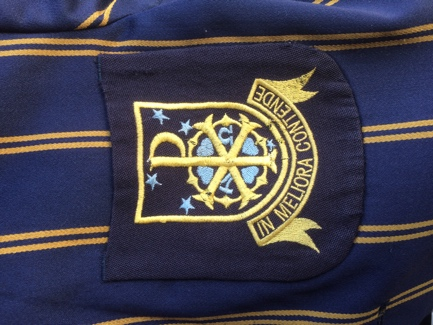 A Ω
IN MELIORA CONTENDE